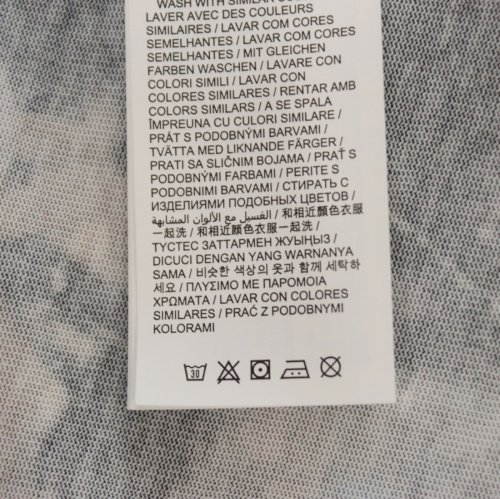 WASH WITH SIMILAR
LAVER AVEC DES COULEURS
SIMILAIRES / LAVAR COM CORES
SEMELHANTES / LAVAR COM CORES
SEMELHANTES / MIT GLEICHEN
FARBEN WASCHEN / LAVARE CON
COLORI SIMILI / LAVAR CON
COLORES SIMILARES / RENTAR AMB
COLORS SIMILARS / A SE SPALA
ÎMPREUNA CU CULORI SIMILARE /
PRÁT S PODOBNÝMI BARVAMI /
TVÄTTA MED LIKNANDE FÄRGER /
PRATI SA SLIČNIM BOJAMA / PRAŤ S
PODOBNÝMI FARBAMI / PERITE S
PODOBNIMI BARVAMI / СТИРАТЬ С
ИЗДЕЛИЯМИ ПОДОБНЫХ ЦВЕТОВ /
الغسيل مع الألوان المشابهة / 和相近顏色衣服
一起洗 / 和相近颜色衣服一起洗 /
ТҮСТЕС ЗАТТАРМЕН ЖУЫҢЫЗ /
DICUCI DENGAN YANG WARNANYA
SAMA / 비슷한 색상의 옷과 함께 세탁하
세요 / ΠΛΥΣΙΜΟ ΜΕ ΠΑΡΟΜΟΙΑ
ΧΡΩΜΑΤΑ / LAVAR CON COLORES
SIMILARES / PRAĆ Z PODOBNYMI
KOLORAMI
30